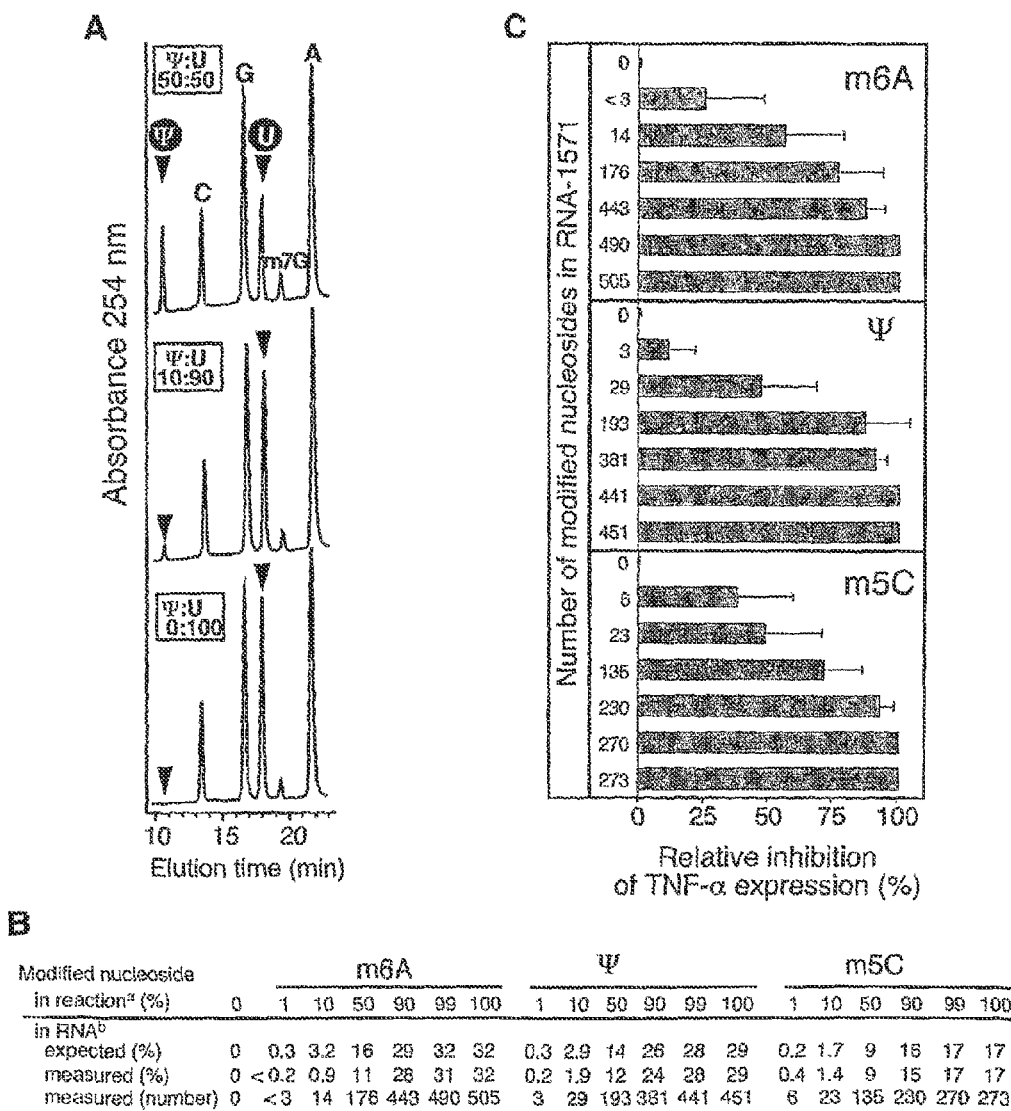 A
Ψ:U
50:50
Ψ
C
G
U
m7G
A
Ψ:U
10:90
Ψ:U
0:100
Absorbance 254 nm
10 15 20
Elution time (min)
C
Number of modified nucleosides in RNA-1571
m6A
0
<3
14
176
443
490
505
Ψ
0
3
29
193
381
441
451
m5C
0
6
23
135
230
270
273
0 25 50 75 100
Relative inhibition
of TNF-α expression (%)
B
Modified nucleoside m6A Ψ m5C
in reactionᵃ (%) 0 1 10 50 90 99 100 1 10 50 90 99 100 1 10 50 90 99 100
in RNAᵇ
expected (%) 0 0.3 3.2 16 29 32 32 0.3 2.9 14 26 28 29 0.2 1.7 9 16 17 17
measured (%) 0 <0.2 0.9 11 28 31 32 0.2 1.9 12 24 28 29 0.4 1.4 9 15 17 17
measured (number) 0 <3 14 176 443 490 505 3 29 193 381 441 451 6 23 135 230 270 273